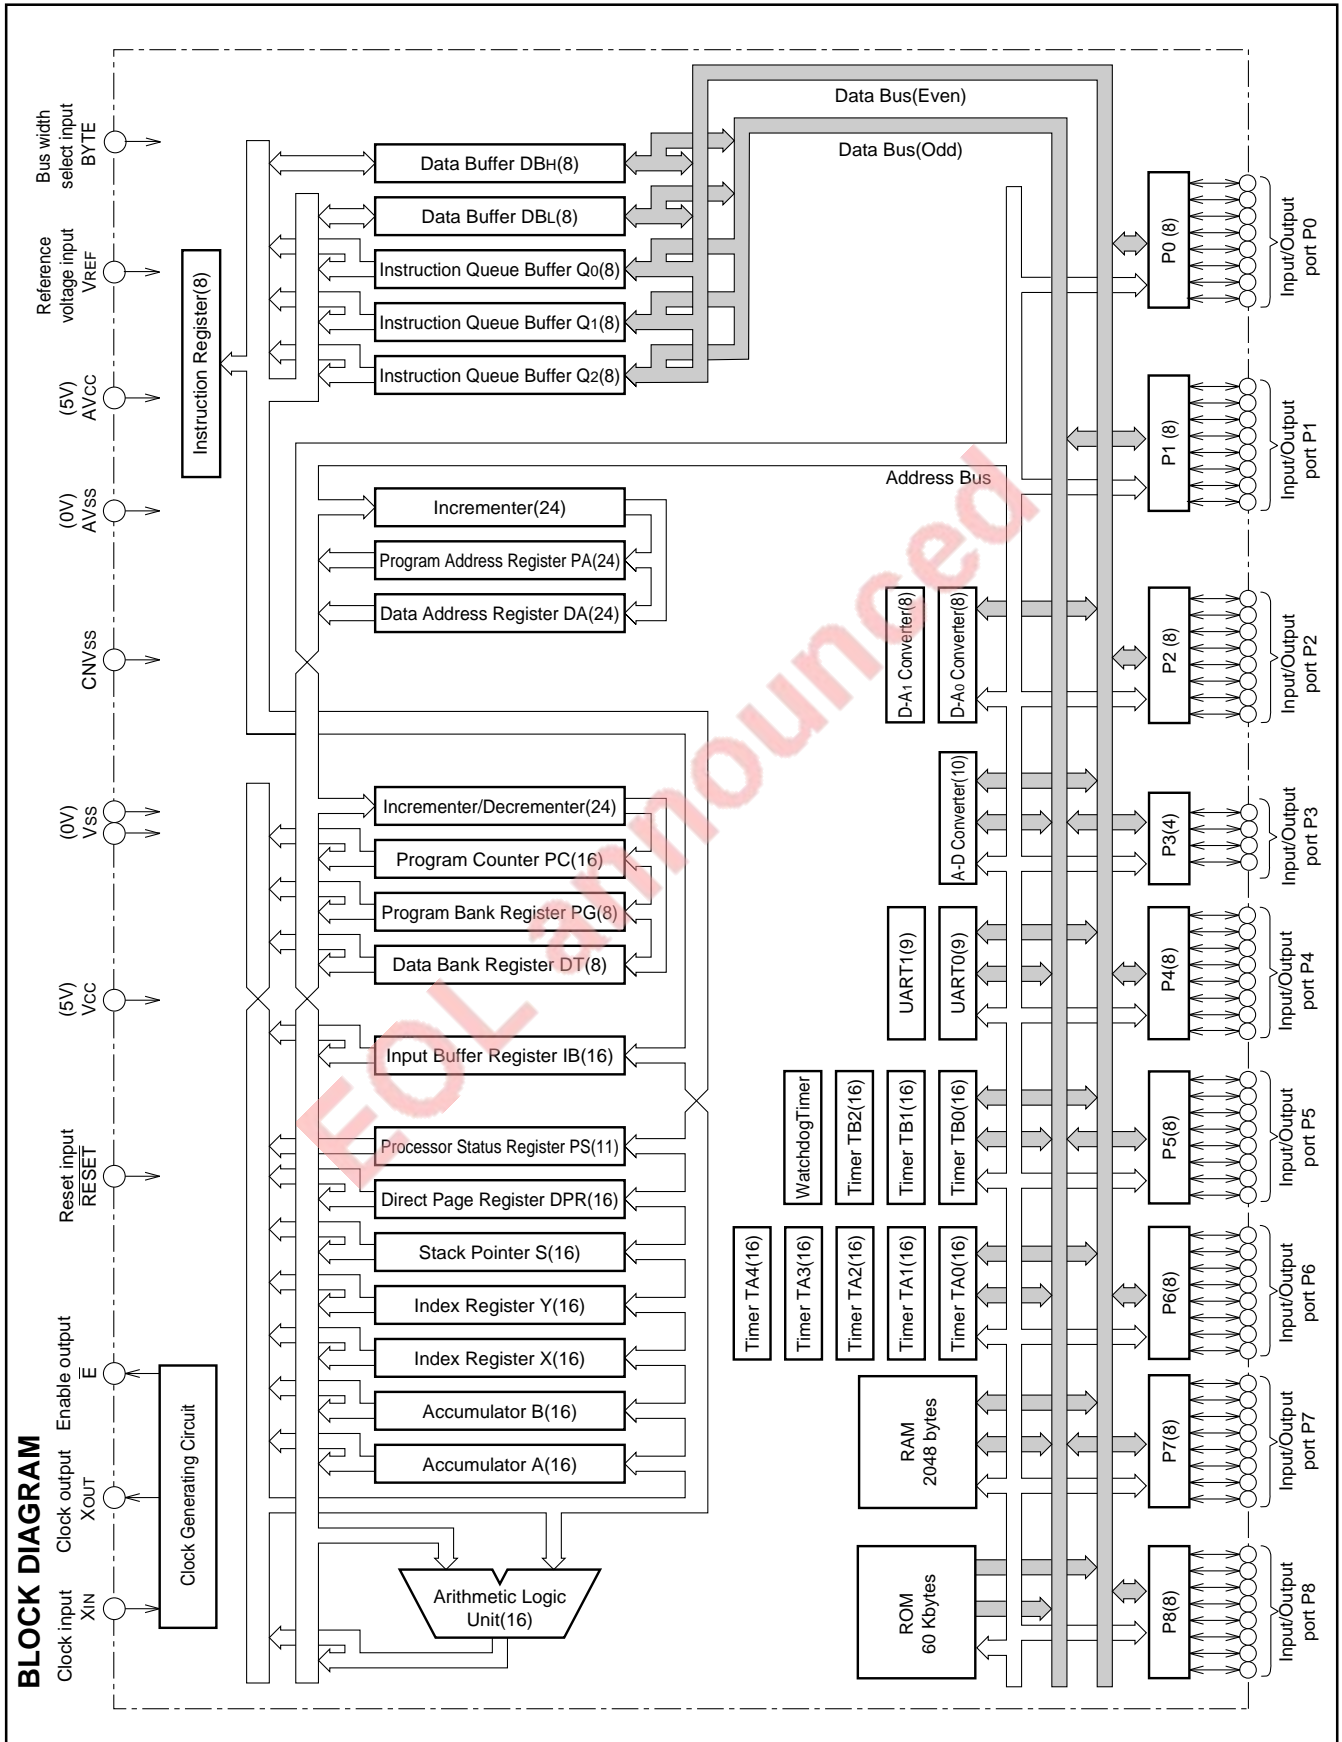 BLOCK DIAGRAM
Clock input
XIN
Clock output
XOUT
Enable output
E
Reset input
RESET
(5V)
VCC
(0V)
VSS
CNVSS
(0V)
AVSS
(5V)
AVCC
Reference
voltage input
VREF
Bus width
select input
BYTE
Clock Generating Circuit
Instruction Register(8)
Data Bus(Even)
Data Bus(Odd)
Address Bus
Data Buffer DBH(8)
Data Buffer DBL(8)
Instruction Queue Buffer Q0(8)
Instruction Queue Buffer Q1(8)
Instruction Queue Buffer Q2(8)
Incrementer(24)
Program Address Register PA(24)
Data Address Register DA(24)
Incrementer/Decrementer(24)
Program Counter PC(16)
Program Bank Register PG(8)
Data Bank Register DT(8)
Input Buffer Register IB(16)
Processor Status Register PS(11)
Direct Page Register DPR(16)
Stack Pointer S(16)
Index Register Y(16)
Index Register X(16)
Accumulator B(16)
Accumulator A(16)
Arithmetic Logic
Unit(16)
D-A1 Converter(8)
D-A0 Converter(8)
A-D Converter(10)
UART1(9)
UART0(9)
WatchdogTimer
Timer TB2(16)
Timer TB1(16)
Timer TB0(16)
Timer TA4(16)
Timer TA3(16)
Timer TA2(16)
Timer TA1(16)
Timer TA0(16)
RAM
2048 bytes
ROM
60 Kbytes
P0 (8)
Input/Output
port P0
P1 (8)
Input/Output
port P1
P2 (8)
Input/Output
port P2
P3(4)
Input/Output
port P3
P4(8)
Input/Output
port P4
P5(8)
Input/Output
port P5
P6(8)
Input/Output
port P6
P7(8)
Input/Output
port P7
P8(8)
Input/Output
port P8
EOL announced